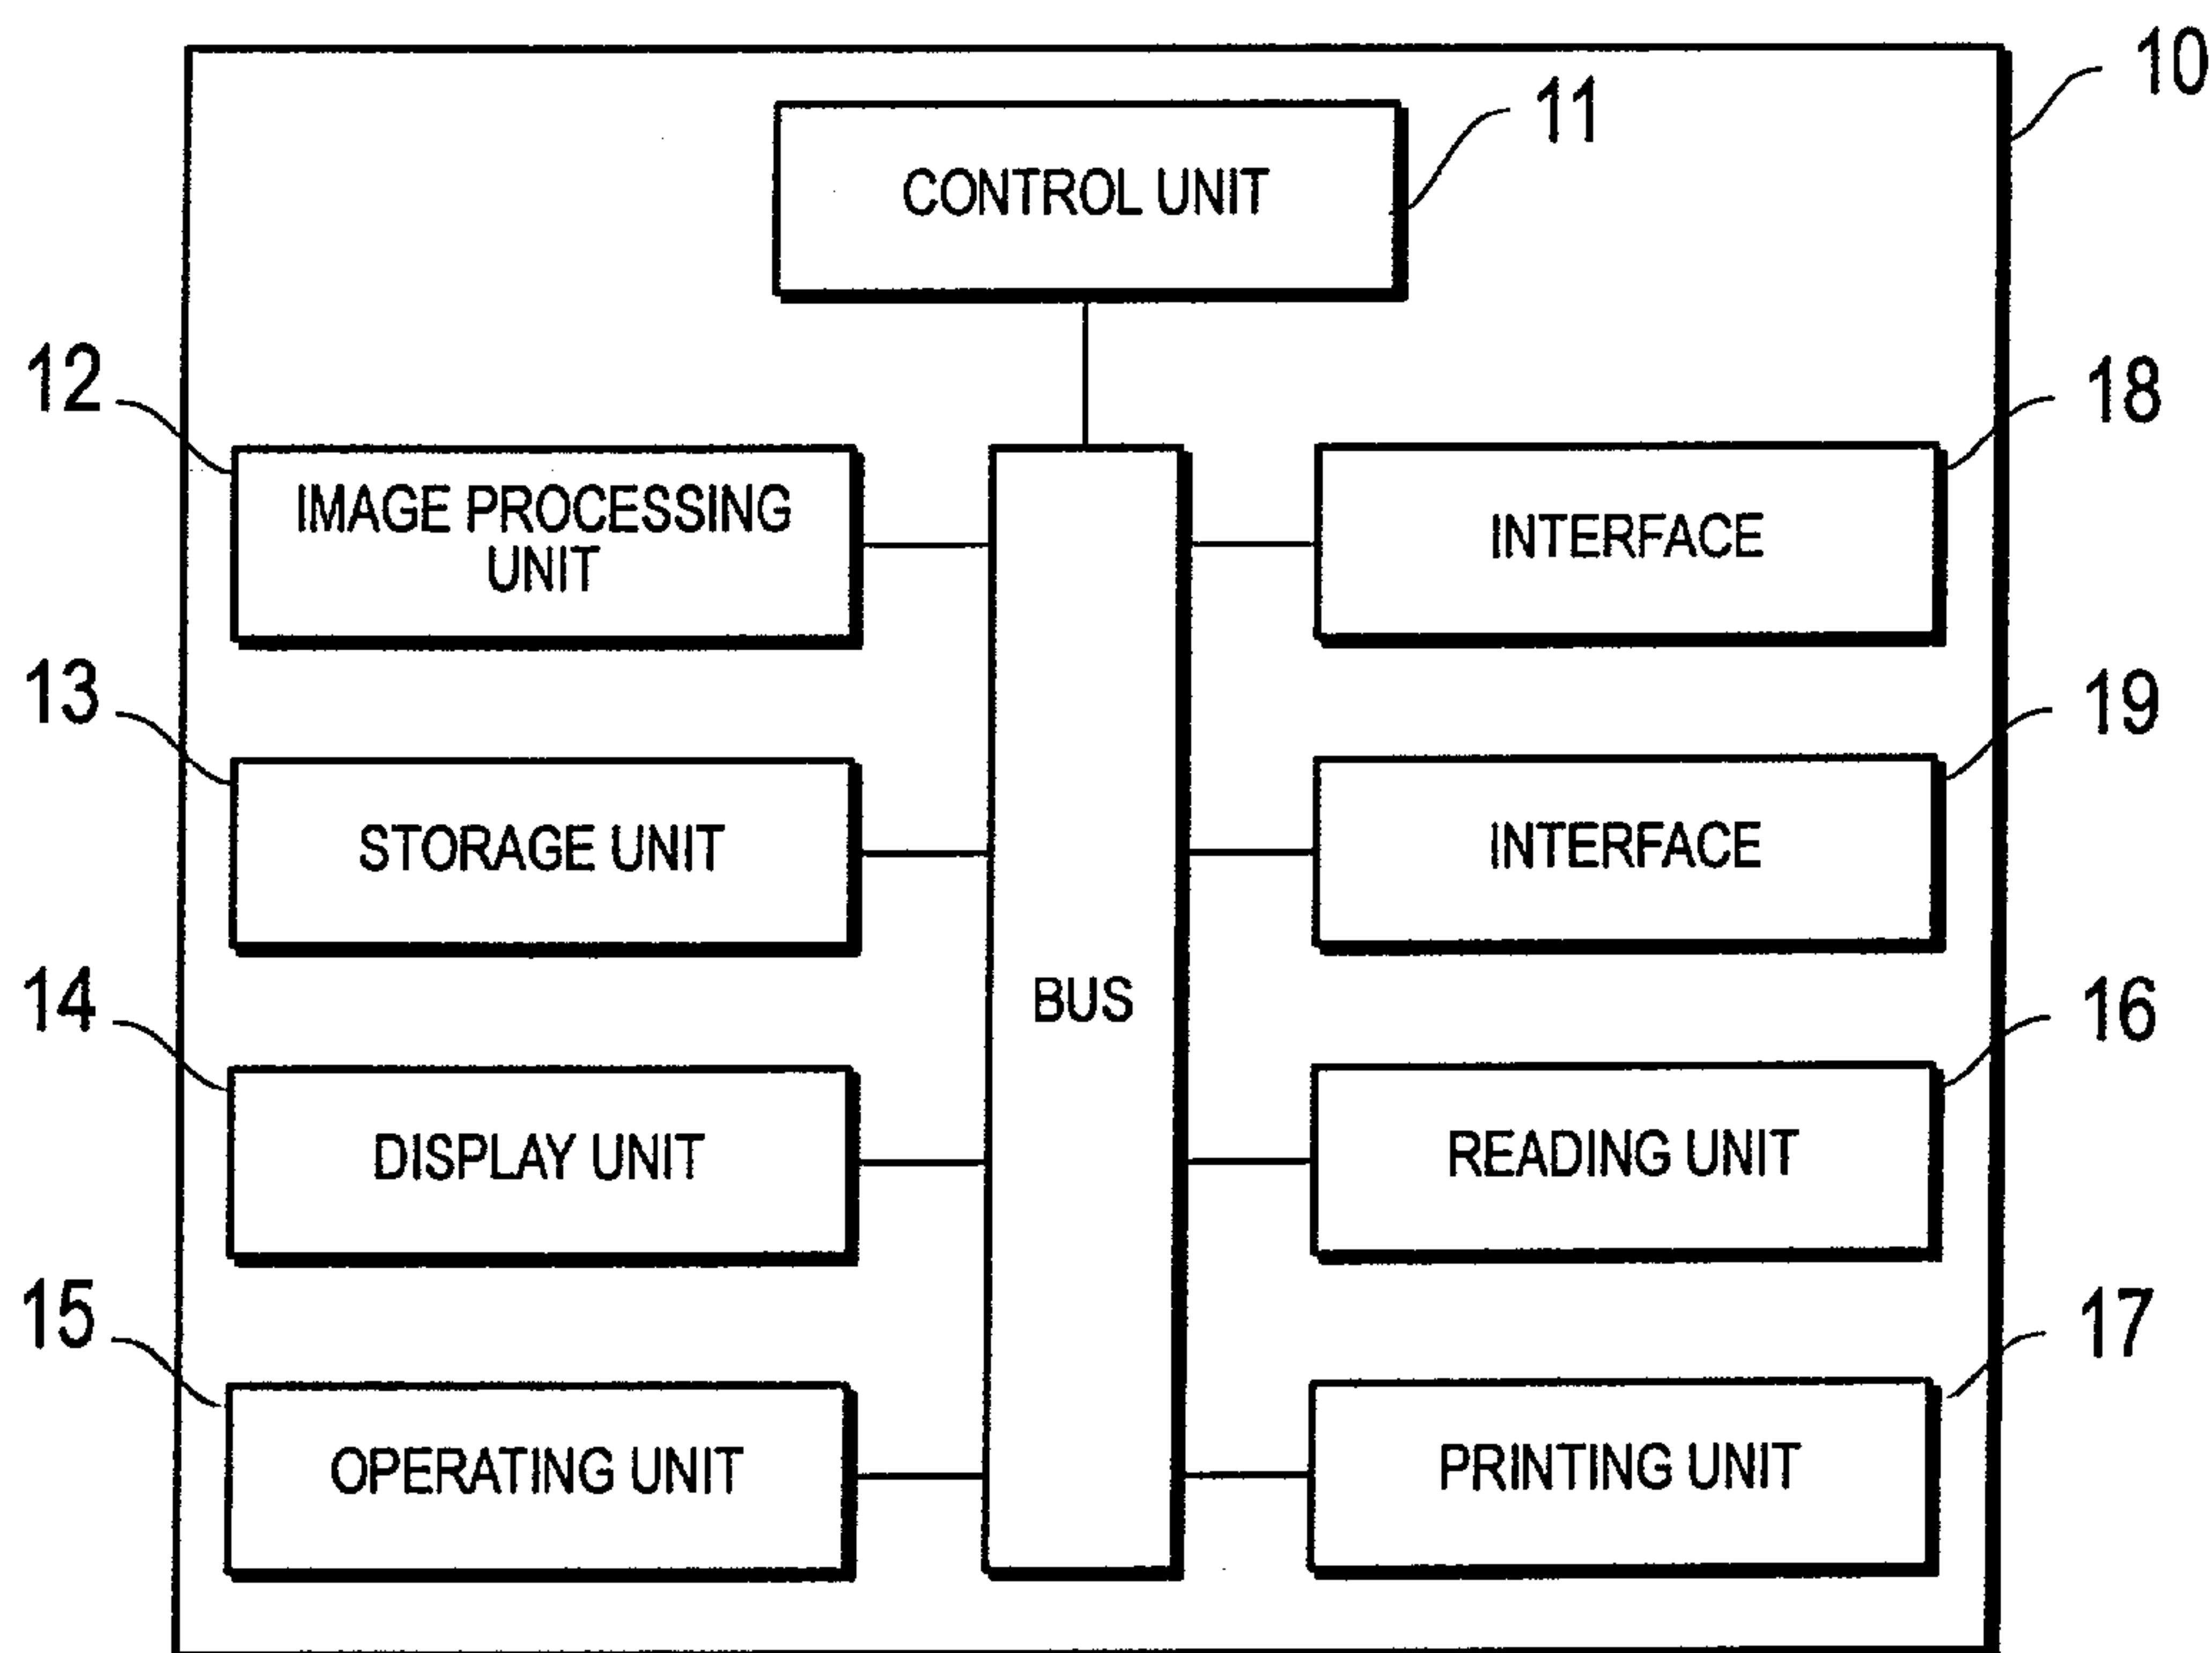 10
11
CONTROL UNIT
12
18
IMAGE PROCESSING
UNIT
INTERFACE
13
19
STORAGE UNIT
INTERFACE
BUS
14
16
DISPLAY UNIT
READING UNIT
15
17
OPERATING UNIT
PRINTING UNIT